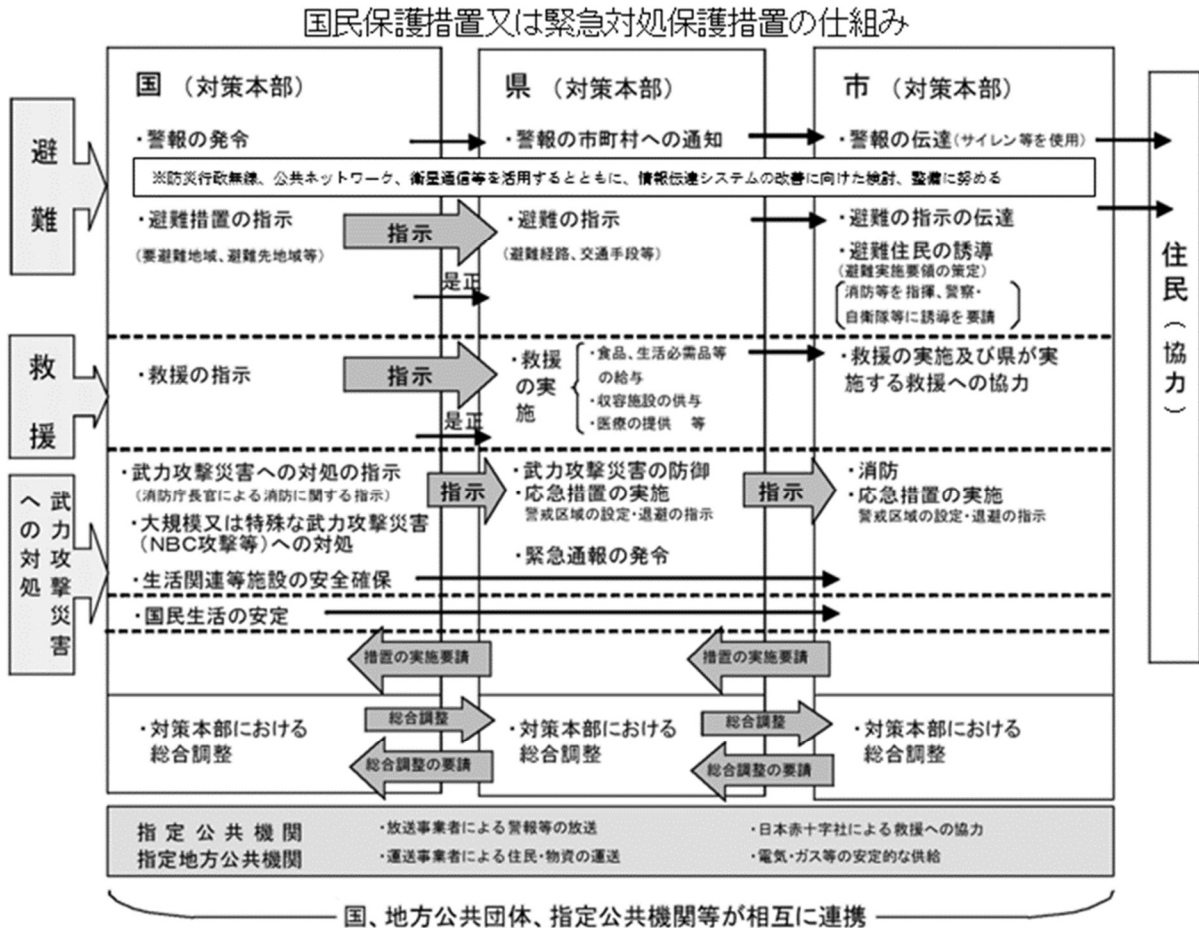 国民保護措置又は緊急対処保護措置の仕組み
国 (対策本部)
県 (対策本部)
市 (対策本部)
避難
・警報の発令
・警報の市町村への通知
・警報の伝達(サイレン等を使用)
※防災行政無線、公共ネットワーク、衛星通信等を活用するとともに、情報伝達システムの改善に向けた検討、整備に努める
・避難措置の指示
(要避難地域、避難先地域等)
指示
是正
・避難の指示
(避難経路、交通手段等)
・避難の指示の伝達
・避難住民の誘導
(避難実施要領の策定)
消防等を指揮、警察・
自衛隊等に誘導を要請
住民(協力)
救援
・救援の指示
指示
是正
・救援
の実
施
・食品、生活必需品等
の給与
・収容施設の供与
・医療の提供 等
・救援の実施及び県が実
施する救援への協力
武力攻撃災害
への対処
・武力攻撃災害への対処の指示
(消防庁長官による消防に関する指示)
・大規模又は特殊な武力攻撃災害
(NBC攻撃等)への対処
・生活関連等施設の安全確保
指示
・武力攻撃災害の防御
・応急措置の実施
警戒区域の設定・退避の指示
・緊急通報の発令
指示
・消防
・応急措置の実施
警戒区域の設定・退避の指示
・国民生活の安定
措置の実施要請
措置の実施要請
・対策本部における
総合調整
総合調整
総合調整の要請
・対策本部における
総合調整
総合調整
総合調整の要請
・対策本部における
総合調整
指定公共機関
指定地方公共機関
・放送事業者による警報等の放送
・運送事業者による住民・物資の運送
・日本赤十字社による救援への協力
・電気・ガス等の安定的な供給
国、地方公共団体、指定公共機関等が相互に連携